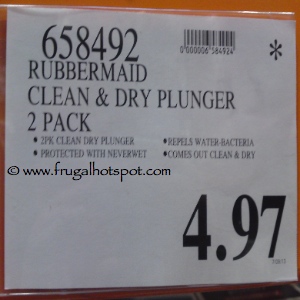 658492
0000006584924
*
RUBBERMAID
CLEAN & DRY PLUNGER
2 PACK
• 2PK CLEAN DRY PLUNGER • REPELS WATER-BACTERIA
• PROTECTED WITH NEVERWET • COMES OUT CLEAN & DRY
www.frugalhotspot.com
4.97